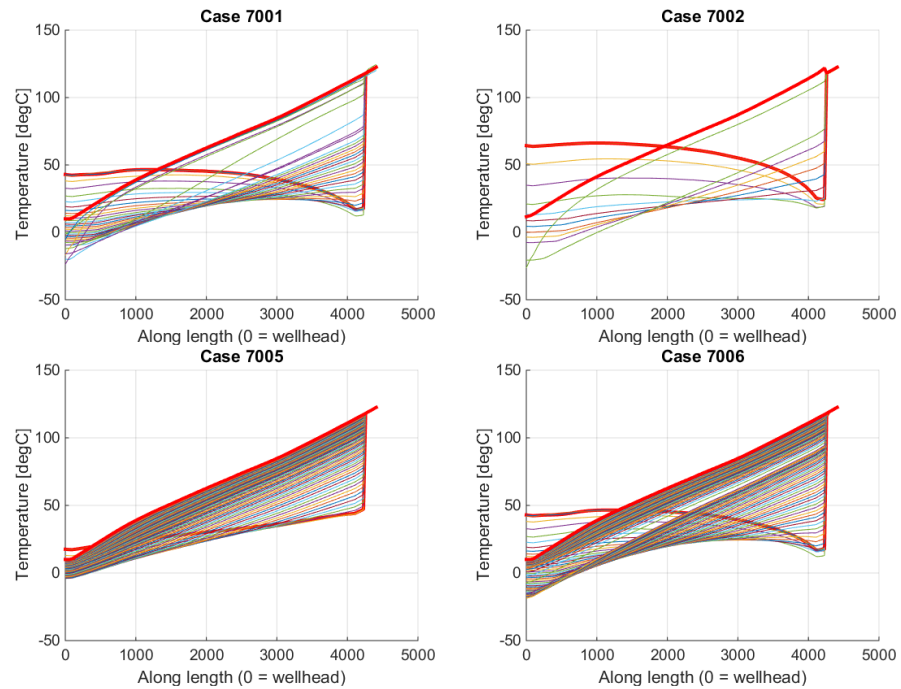 Case 7001
Temperature [degC]
150
100
50
0
-50
0 1000 2000 3000 4000 5000
Along length (0 = wellhead)
Case 7002
Temperature [degC]
150
100
50
0
-50
0 1000 2000 3000 4000 5000
Along length (0 = wellhead)
Case 7005
Temperature [degC]
150
100
50
0
-50
0 1000 2000 3000 4000 5000
Along length (0 = wellhead)
Case 7006
Temperature [degC]
150
100
50
0
-50
0 1000 2000 3000 4000 5000
Along length (0 = wellhead)